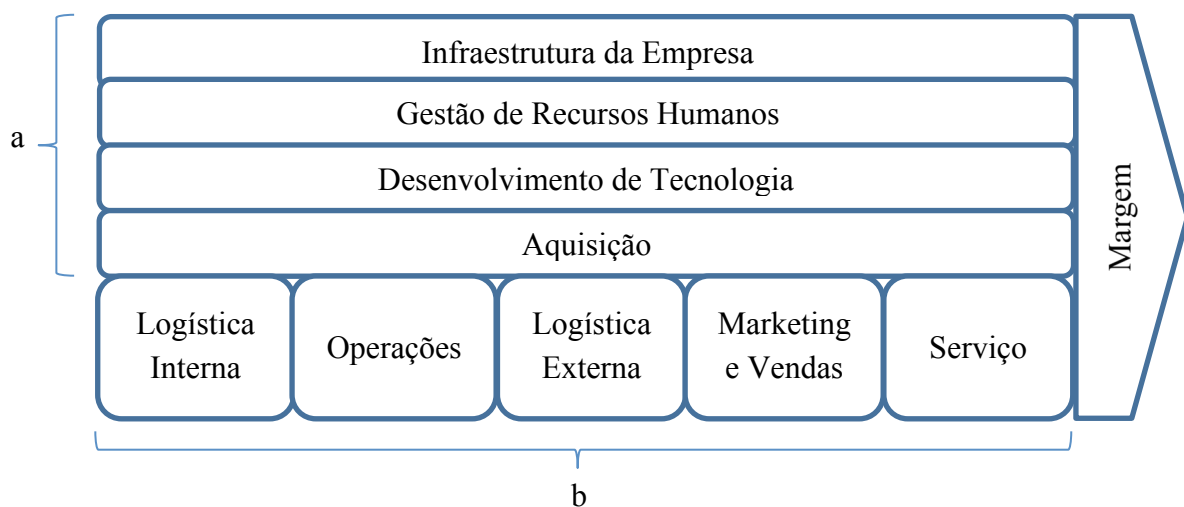 Infraestrutura da Empresa
Gestão de Recursos Humanos
a
Desenvolvimento de Tecnologia
Aquisição
Margem
Logística
Interna
Operações
Logística
Externa
Marketing
e Vendas
Serviço
b